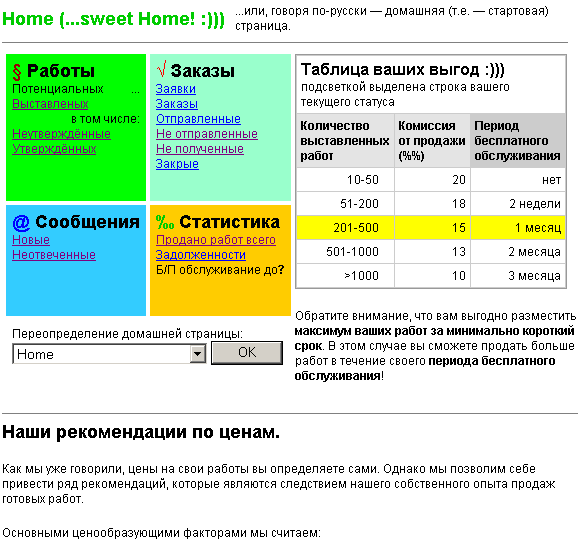 Home (...sweet Home! :)))
...или, говоря по-русски — домашняя (т.е. — стартовая)
страница.
§ Работы
Потенциальных ...
Выставленых
в том числе:
Неутверждённые
Утверждённых
√ Заказы
Заявки
Заказы
Отправленные
Не отправленные
Не полученные
Закрые
@ Сообщения
Новые
Неотвеченные
‰ Статистика
Продано работ всего
Задолженности
Б/П обслуживание до?
Переопределение домашней страницы:
Home OK
Таблица ваших выгод :)))
подсветкой выделена строка вашего
текущего статуса
Количество Комиссия Период
выставленных от продажи бесплатного
работ (%%) обслуживания
10-50 20 нет
51-200 18 2 недели
201-500 15 1 месяц
501-1000 13 2 месяца
>1000 10 3 месяца
Обратите внимание, что вам выгодно разместить
максимум ваших работ за минимально короткий
срок. В этом случае вы сможете продать больше
работ в течение своего периода бесплатного
обслуживания!
Наши рекомендации по ценам.
Как мы уже говорили, цены на свои работы вы определяете сами. Однако мы позволим себе
привести ряд рекомендаций, которые являются следствием нашего собственного опыта продаж
готовых работ.
Основными ценообразующими факторами мы считаем: